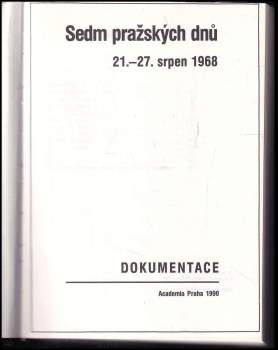 Sedm pražských dnů
21.–27. srpen 1968
DOKUMENTACE
Academia Praha 1990